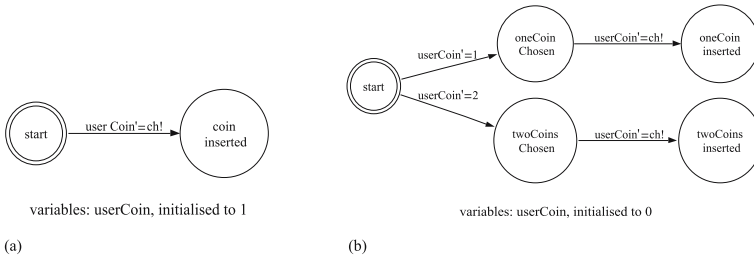 start
user Coin'=ch!
coin
inserted
variables: userCoin, initialised to 1
(a)
start
userCoin'=1
userCoin'=2
oneCoin
Chosen
userCoin'=ch!
oneCoin
inserted
twoCoins
Chosen
userCoin'=ch!
twoCoins
inserted
variables: userCoin, initialised to 0
(b)